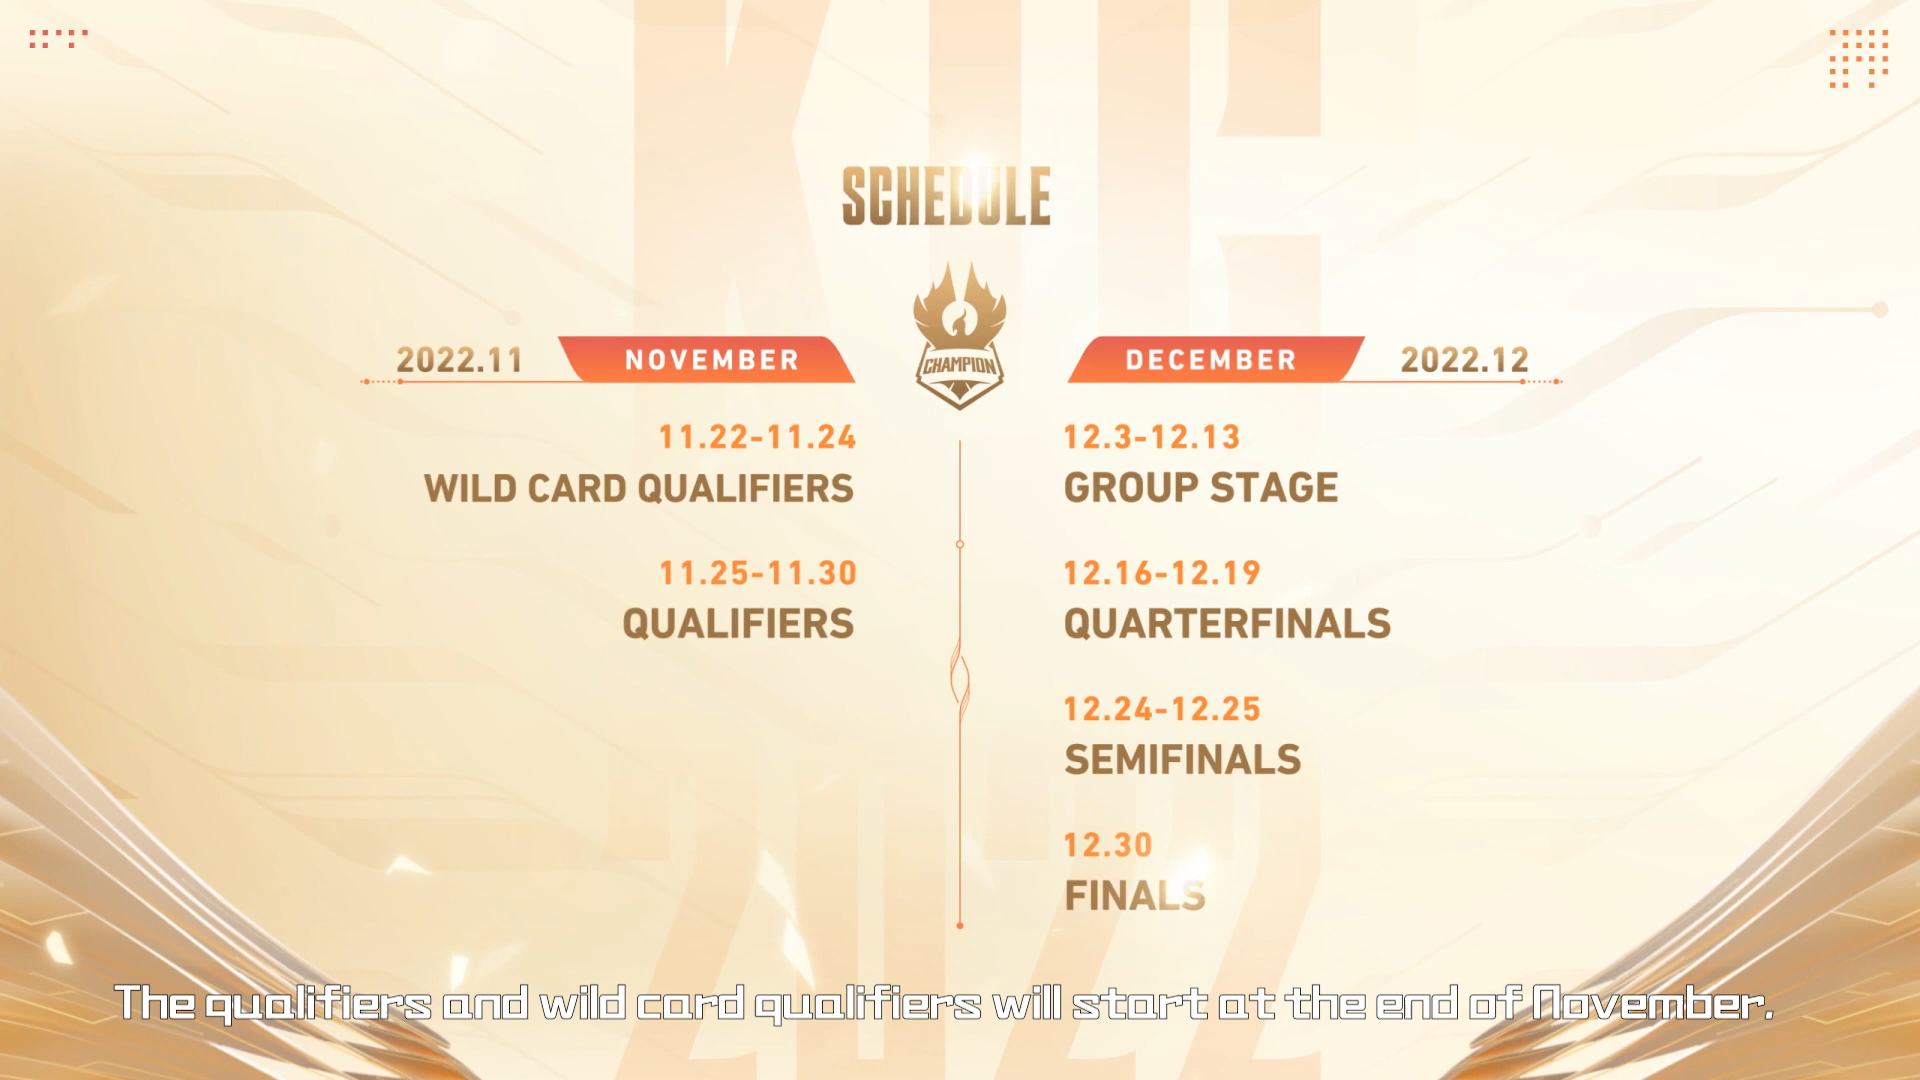 KIC
SCHEDULE
CHAMPION
2022.11
NOVEMBER
11.22-11.24
WILD CARD QUALIFIERS
11.25-11.30
QUALIFIERS
DECEMBER
2022.12
12.3-12.13
GROUP STAGE
12.16-12.19
QUARTERFINALS
12.24-12.25
SEMIFINALS
12.30
FINALS
2022
The qualifiers and wild card qualifiers will start at the end of November.